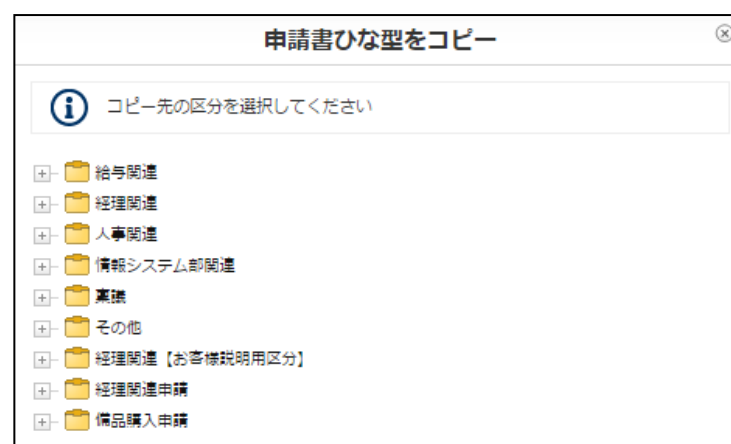 申請書ひな型をコピー
コピー先の区分を選択してください
給与関連
経理関連
人事関連
情報システム部関連
稟議
その他
経理関連【お客様説明用区分】
経理関連申請
備品購入申請